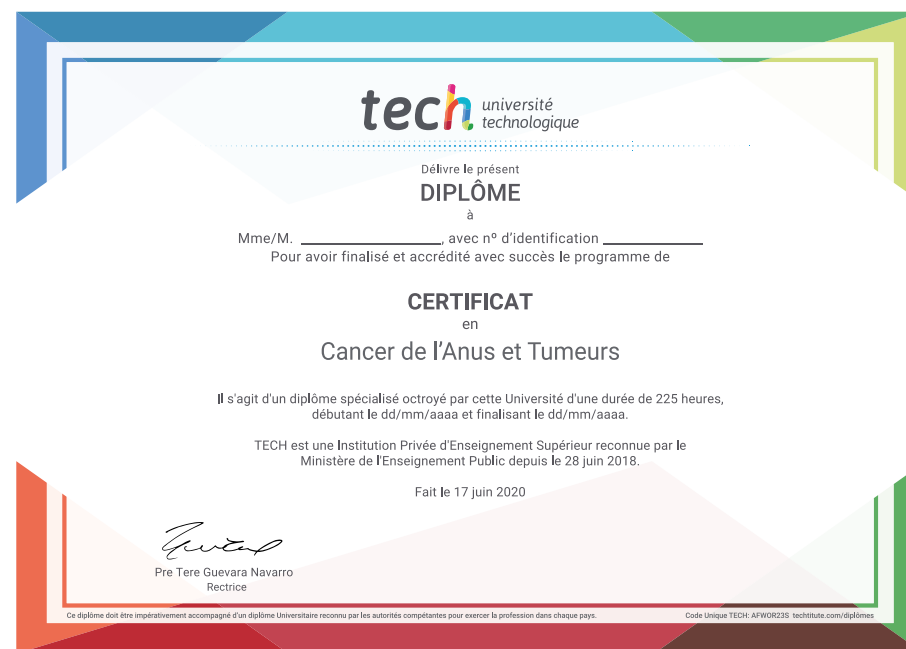 tech université
technologique
Délivre le présent
DIPLÔME
à
Mme/M. ____________________, avec nº d'identification ______________
Pour avoir finalisé et accrédité avec succès le programme de
CERTIFICAT
en
Cancer de l'Anus et Tumeurs
Il s'agit d'un diplôme spécialisé octroyé par cette Université d'une durée de 225 heures,
débutant le dd/mm/aaaa et finalisant le dd/mm/aaaa.
TECH est une Institution Privée d'Enseignement Supérieur reconnue par le
Ministère de l'Enseignement Public depuis le 28 juin 2018.
Fait le 17 juin 2020
Pre Tere Guevara Navarro
Rectrice
Ce diplôme doit être impérativement accompagné d'un diplôme Universitaire reconnu par les autorités compétantes pour exercer la profession dans chaque pays.
Code Unique TECH: AFWOR23S techtitute.com/diplômes